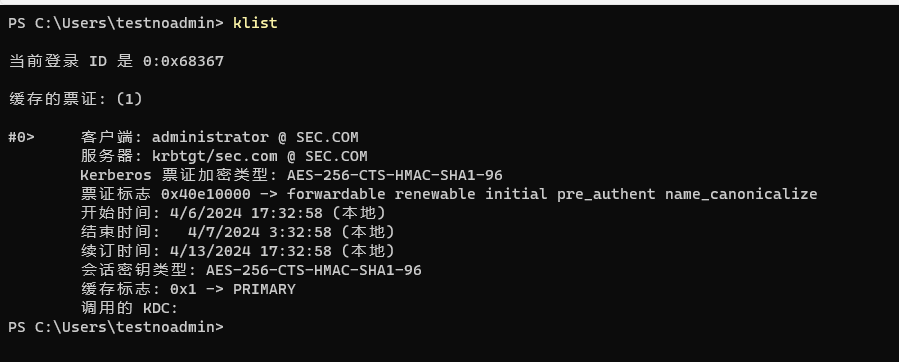 PS C:\Users\testnoadmin> klist
当前登录 ID 是 0:0x68367
缓存的票证: (1)
#0> 客户端: administrator @ SEC.COM
服务器: krbtgt/sec.com @ SEC.COM
Kerberos 票证加密类型: AES-256-CTS-HMAC-SHA1-96
票证标志 0x40e10000 -> forwardable renewable initial pre_authent name_canonicalize
开始时间: 4/6/2024 17:32:58 (本地)
结束时间: 4/7/2024 3:32:58 (本地)
续订时间: 4/13/2024 17:32:58 (本地)
会话密钥类型: AES-256-CTS-HMAC-SHA1-96
缓存标志: 0x1 -> PRIMARY
调用的 KDC:
PS C:\Users\testnoadmin>